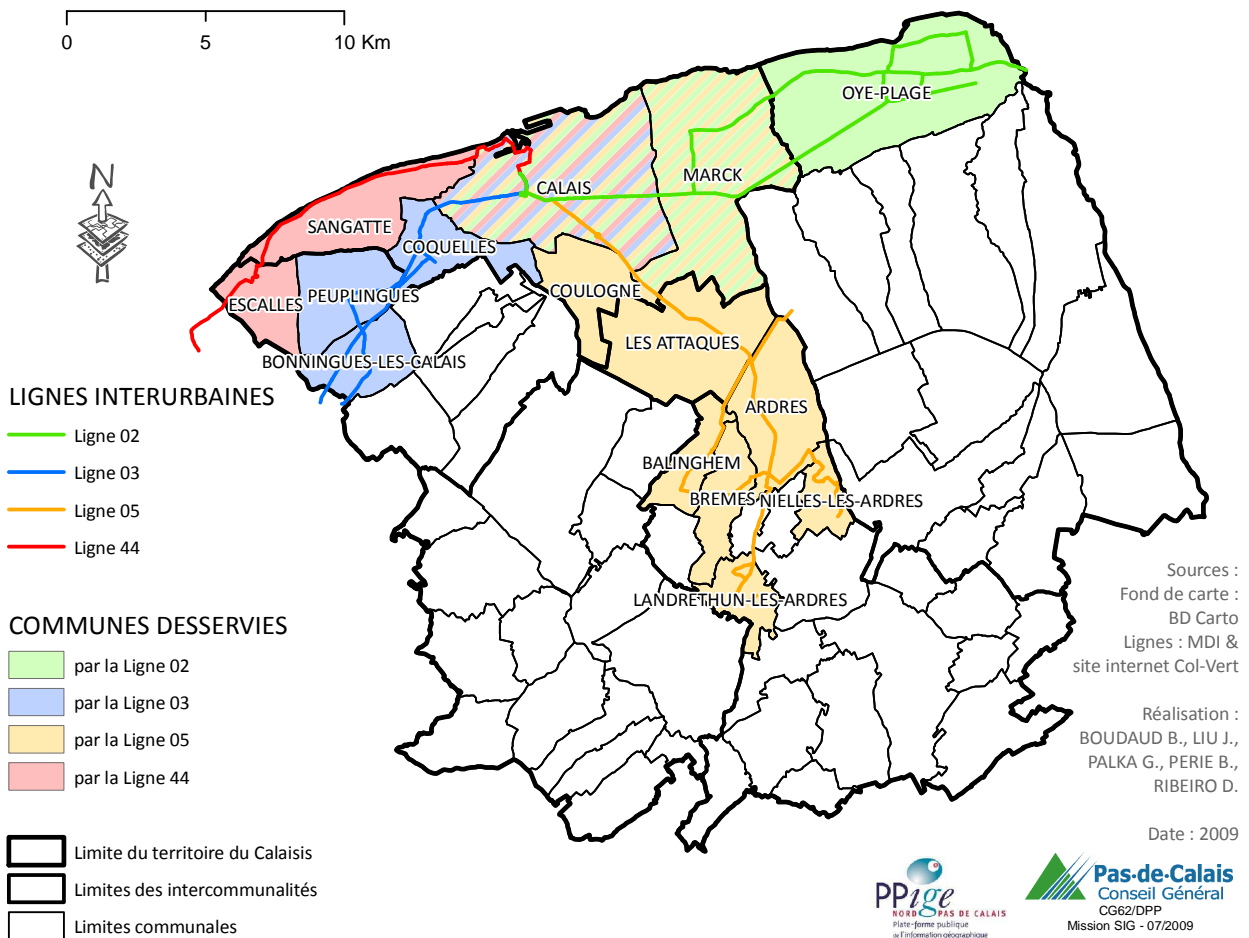 0 5 10 Km
N
OYE-PLAGE
MARCK
CALAIS
SANGATTE
COQUELLES
ESCALLES
PEUPLINGUES
COULOGNE
BONNINGUES-LES-CALAIS
LES ATTAQUES
ARDRES
BALINGHEM
BREMES
NIELLES-LES-ARDRES
LANDRETHUN-LES-ARDRES
LIGNES INTERURBAINES
Ligne 02
Ligne 03
Ligne 05
Ligne 44
COMMUNES DESSERVIES
par la Ligne 02
par la Ligne 03
par la Ligne 05
par la Ligne 44
Limite du territoire du Calaisis
Limites des intercommunalités
Limites communales
Sources :
Fond de carte :
BD Carto
Lignes : MDI &
site internet Col-Vert
Réalisation :
BOUDAUD B., LIU J.,
PALKA G., PERIE B.,
RIBEIRO D.
Date : 2009
PPige
NORD PAS DE CALAIS
Plate-forme publique
de l'information géographique
Pas-de-Calais
Conseil Général
CG62/DPP
Mission SIG - 07/2009